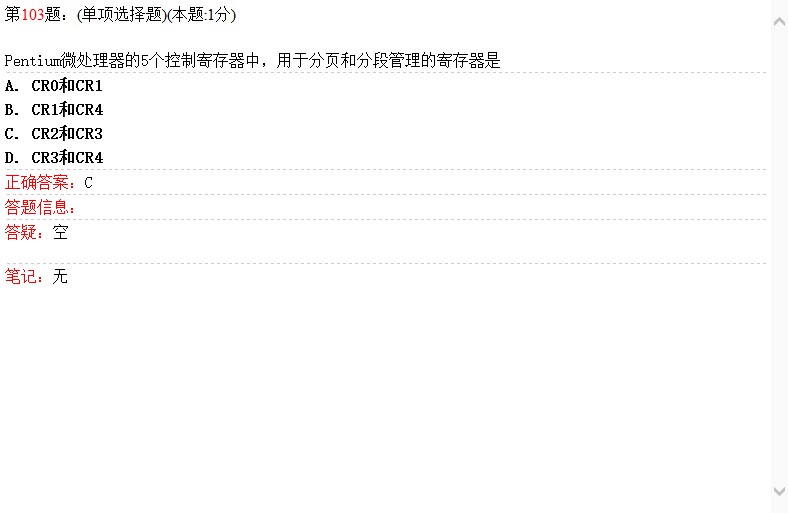 第103题：(单项选择题)(本题:1分)
Pentium微处理器的5个控制寄存器中，用于分页和分段管理的寄存器是
A. CR0和CR1
B. CR1和CR4
C. CR2和CR3
D. CR3和CR4
正确答案：C
答题信息：
答疑：空
笔记：无